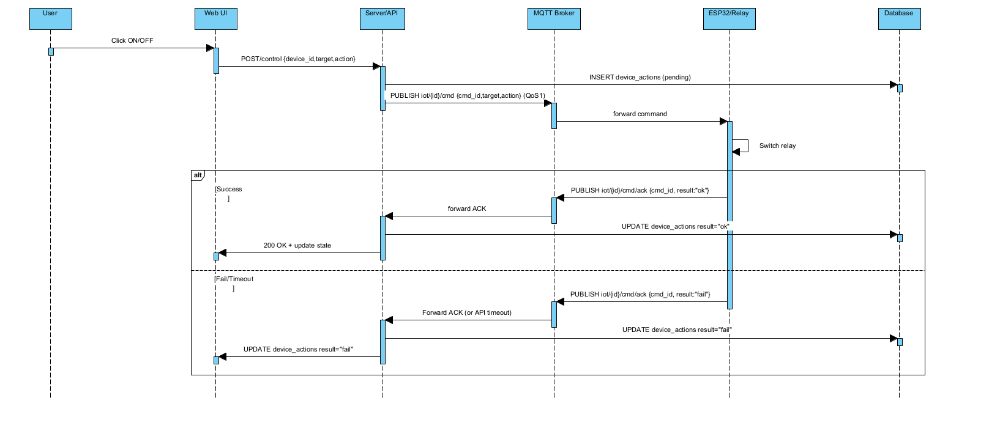 User
Web UI
Server/API
MQTT Broker
ESP32/Relay
Database
Click ON/OFF
POST/control {device_id,target,action}
INSERT device_actions (pending)
PUBLISH iot/{id}/cmd {cmd_id,target,action} (QoS1)
forward command
Switch relay
alt
[Success
]
PUBLISH iot/{id}/cmd/ack {cmd_id, result:"ok"}
forward ACK
UPDATE device_actions result="ok"
200 OK + update state
[Fail/Timeout
]
PUBLISH iot/{id}/cmd/ack {cmd_id, result:"fail"}
Forward ACK (or API timeout)
UPDATE device_actions result="fail"
UPDATE device_actions result="fail"